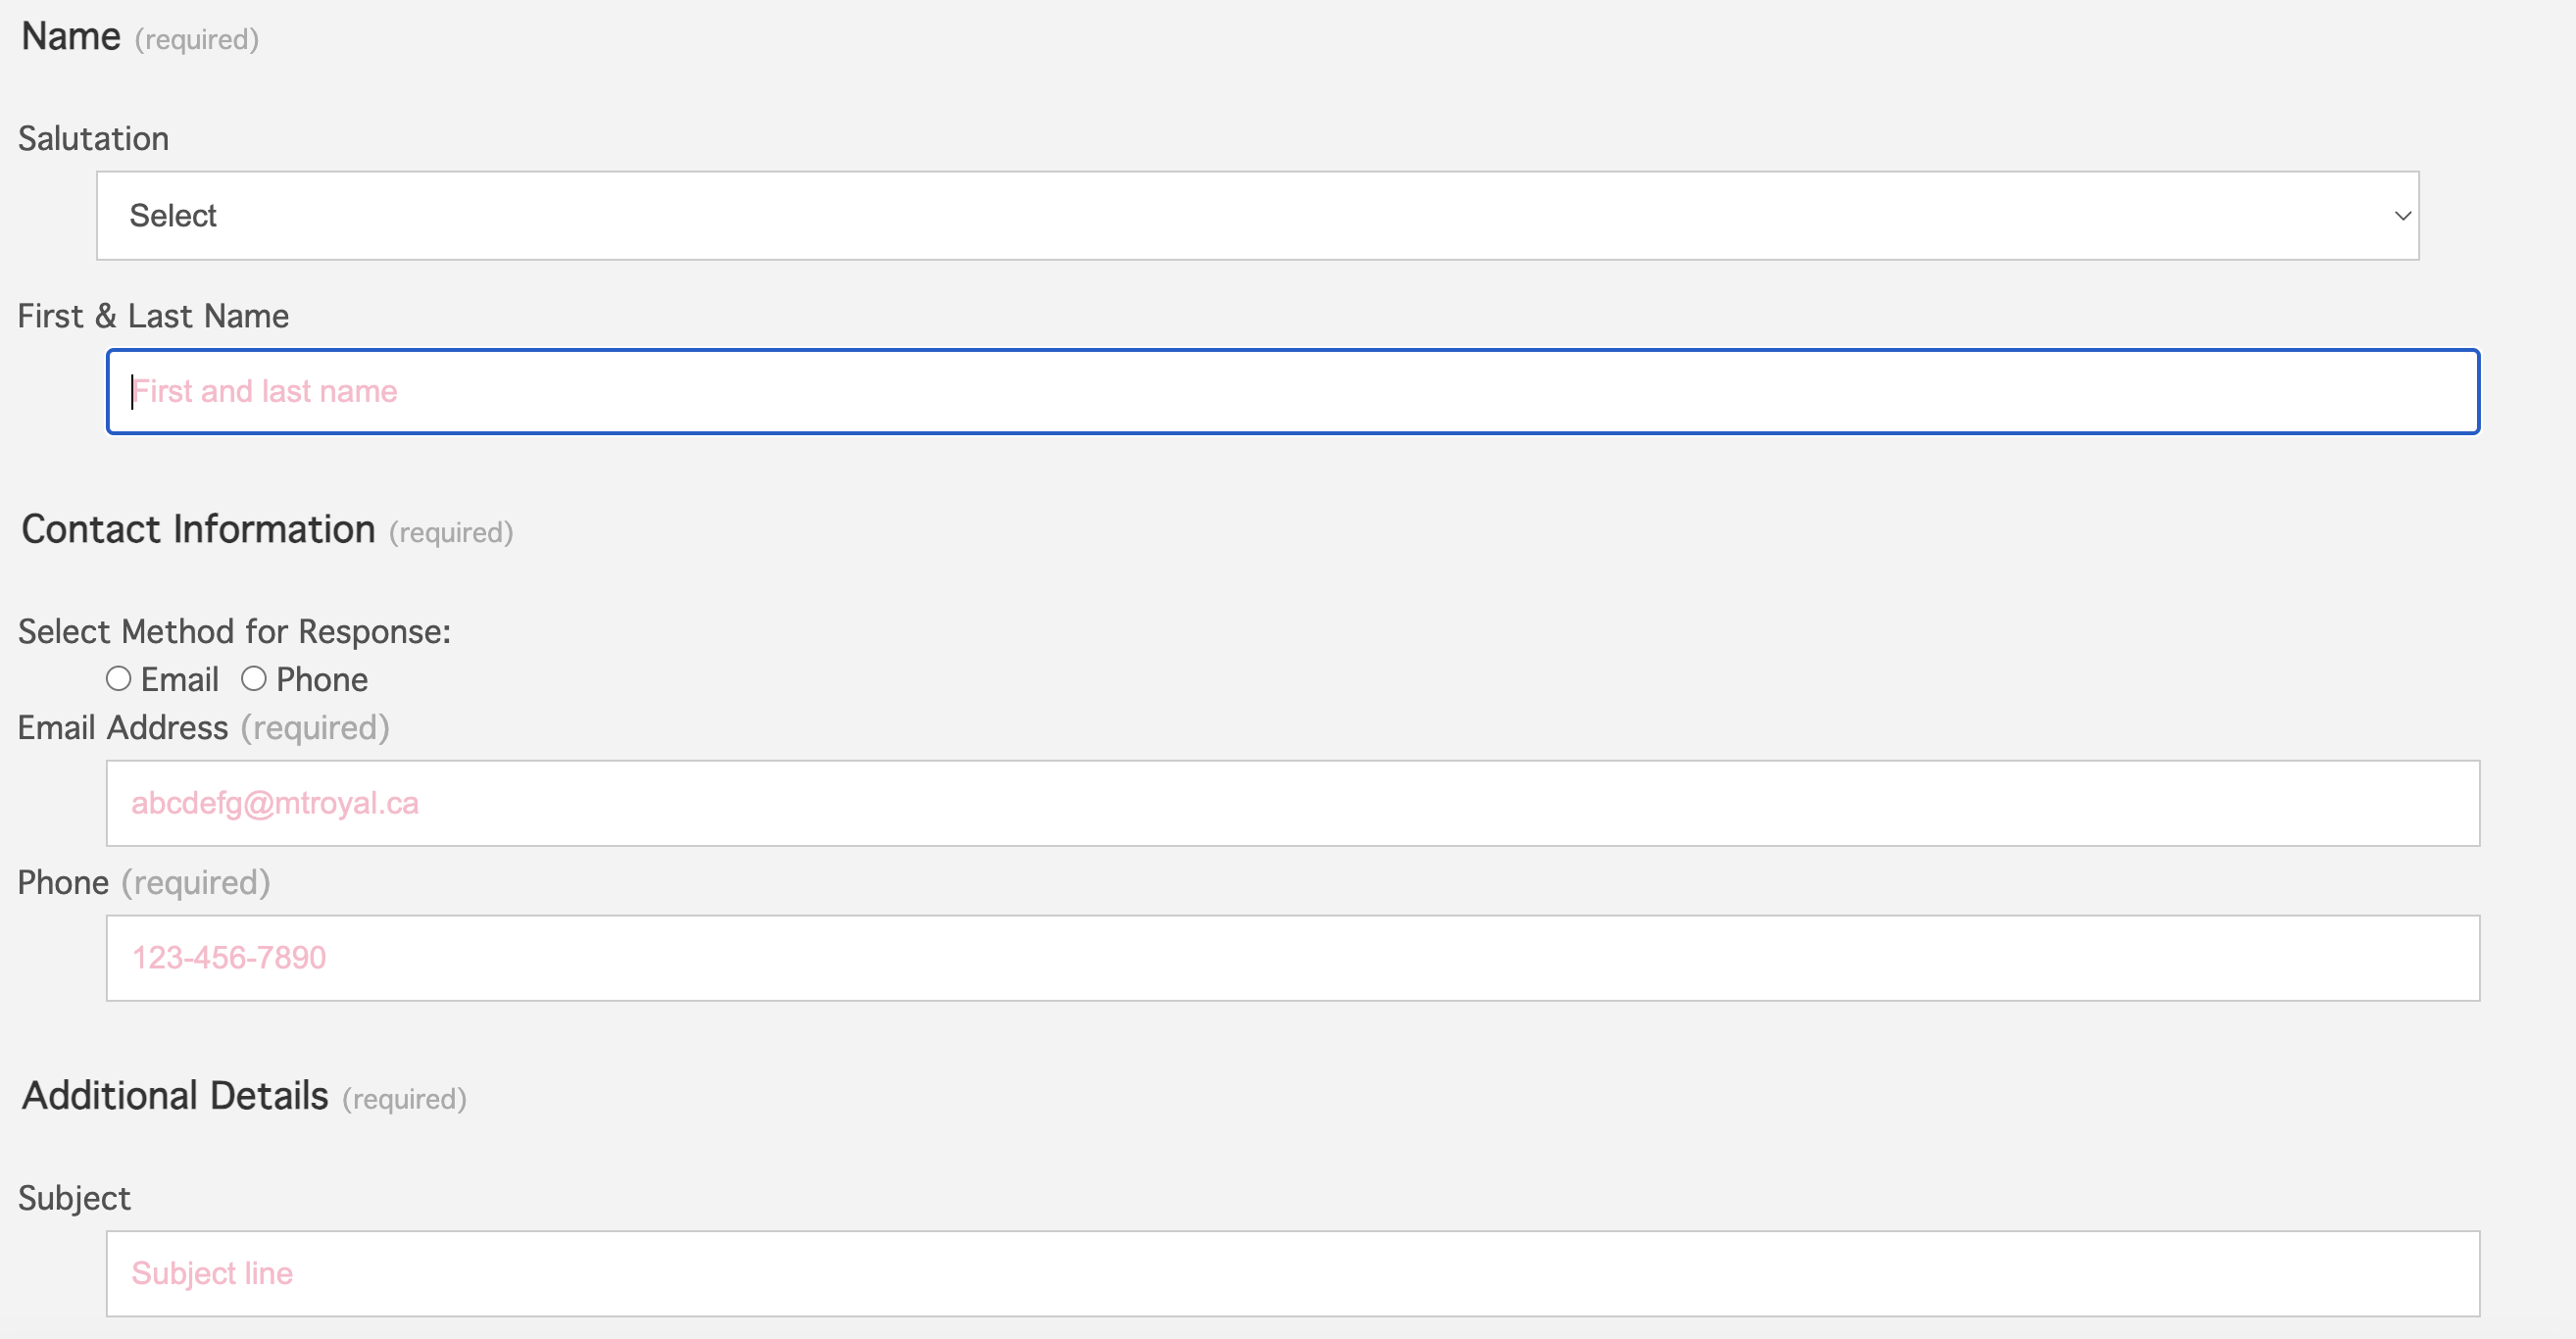 Name (required)
Salutation
Select
First & Last Name
First and last name
Contact Information (required)
Select Method for Response:
Email Phone
Email Address (required)
abcdefg@mtroyal.ca
Phone (required)
123-456-7890
Additional Details (required)
Subject
Subject line